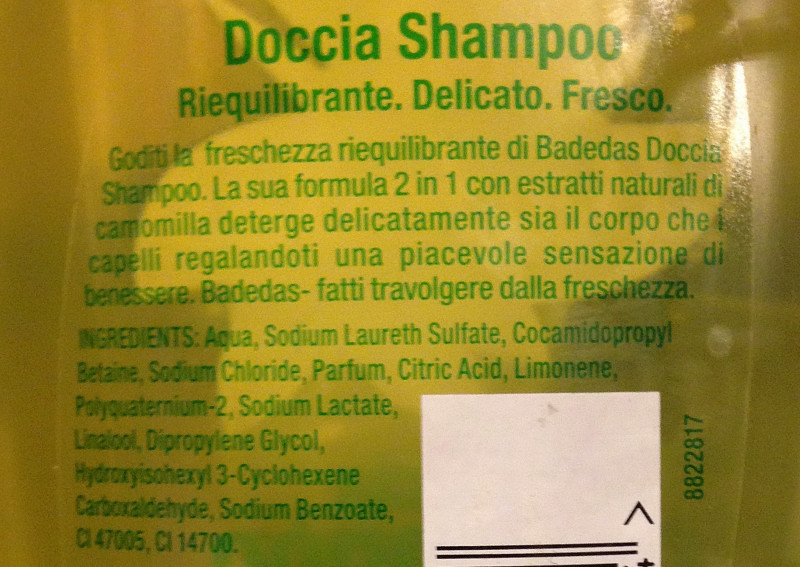 Doccia Shampoo
Riequilibrante. Delicato. Fresco.
Goditi la freschezza riequilibrante di Badedas Doccia
Shampoo. La sua formula 2 in 1 con estratti naturali di
camomilla deterge delicatamente sia il corpo che i
capelli regalandoti una piacevole sensazione di
benessere. Badedas- fatti travolgere dalla freschezza.
INGREDIENTS: Aqua, Sodium Laureth Sulfate, Cocamidopropyl
Betaine, Sodium Chloride, Parfum, Citric Acid, Limonene,
Polyquaternium-2, Sodium Lactate,
Linalool, Dipropylene Glycol,
Hydroxyisohexyl 3-Cyclohexene
Carboxaldehyde, Sodium Benzoate,
CI 47005, CI 14700.
8822817